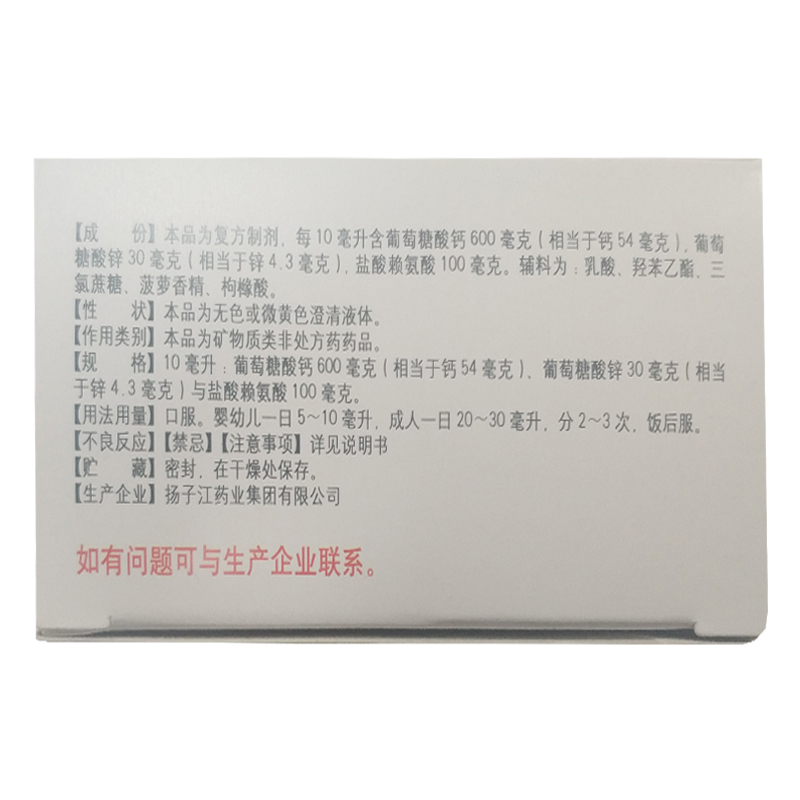 【成　份】本品为复方制剂，每10毫升含葡萄糖酸钙600毫克（相当于钙54毫克），葡萄
糖酸锌30毫克（相当于锌4.3毫克），盐酸赖氨酸100毫克。辅料为：乳酸、羟苯乙酯、三
氯蔗糖、菠萝香精、枸橼酸。
【性　状】本品为无色或微黄色澄清液体。
【作用类别】本品为矿物质类非处方药药品。
【规　格】10毫升：葡萄糖酸钙600毫克（相当于钙54毫克）、葡萄糖酸锌30毫克（相当
于锌4.3毫克）与盐酸赖氨酸100毫克。
【用法用量】口服。婴幼儿一日5～10毫升，成人一日20～30毫升，分2～3次，饭后服。
【不良反应】【禁忌】【注意事项】详见说明书
【贮　藏】密封，在干燥处保存。
【生产企业】扬子江药业集团有限公司
如有问题可与生产企业联系。